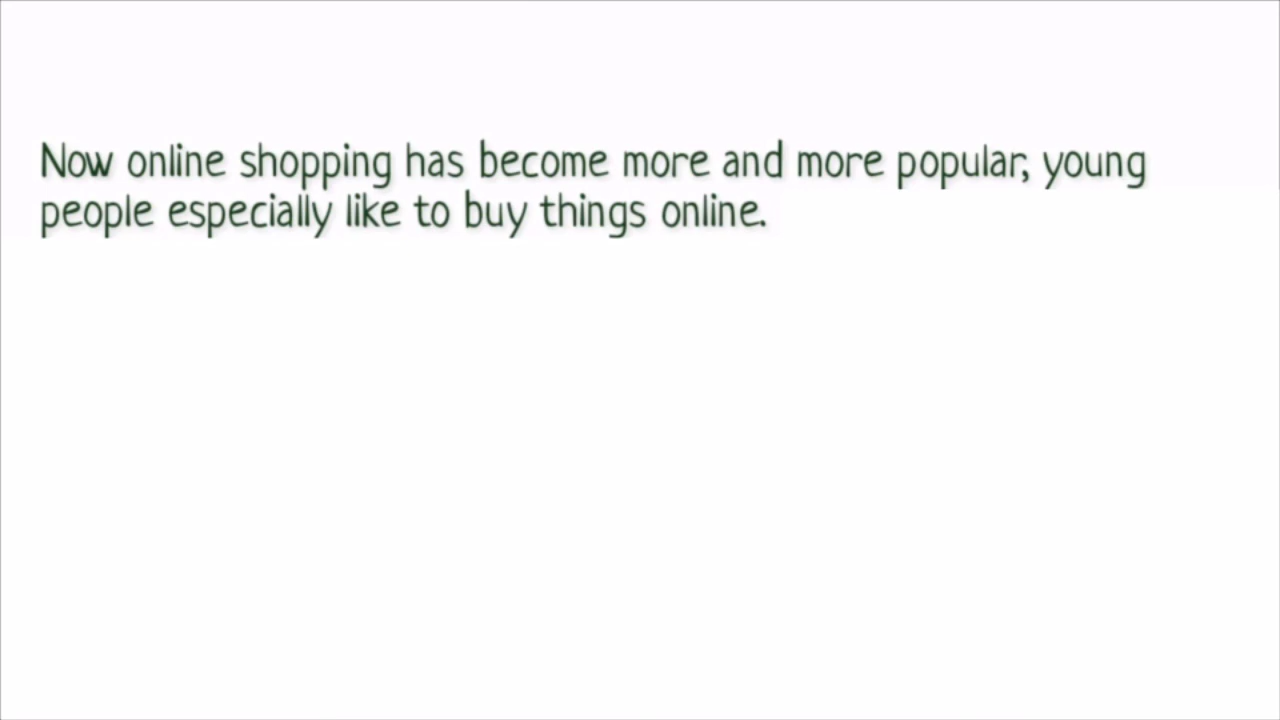 Now online shopping has become more and more popular, young
people especially like to buy things online.